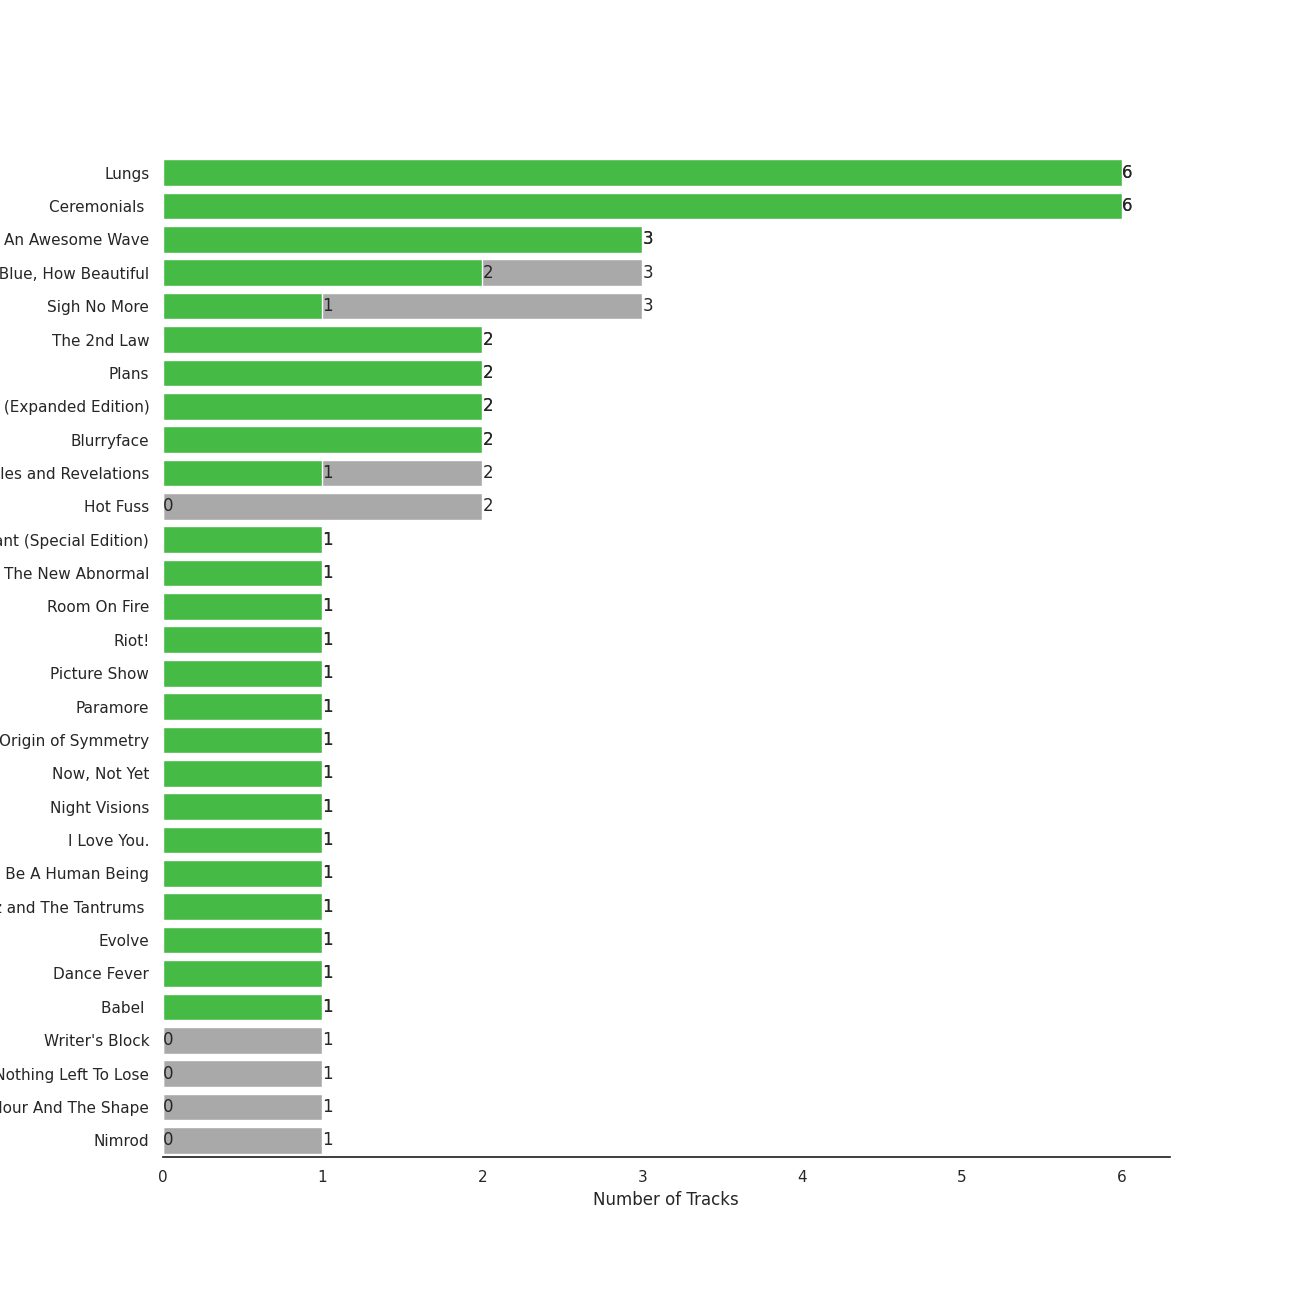 Lungs 6
Ceremonials 6
An Awesome Wave 3
Blue, How Beautiful 2 3
Sigh No More 1 3
The 2nd Law 2
Plans 2
(Expanded Edition) 2
Blurryface 2
les and Revelations 1 2
Hot Fuss 0 2
ant (Special Edition) 1
The New Abnormal 1
Room On Fire 1
Riot! 1
Picture Show 1
Paramore 1
Origin of Symmetry 1
Now, Not Yet 1
Night Visions 1
I Love You. 1
Be A Human Being 1
and The Tantrums 1
Evolve 1
Dance Fever 1
Babel 1
Writer's Block 0 1
Nothing Left To Lose 0 1
lour And The Shape 0 1
Nimrod 0 1
0 1 2 3 4 5 6
Number of Tracks